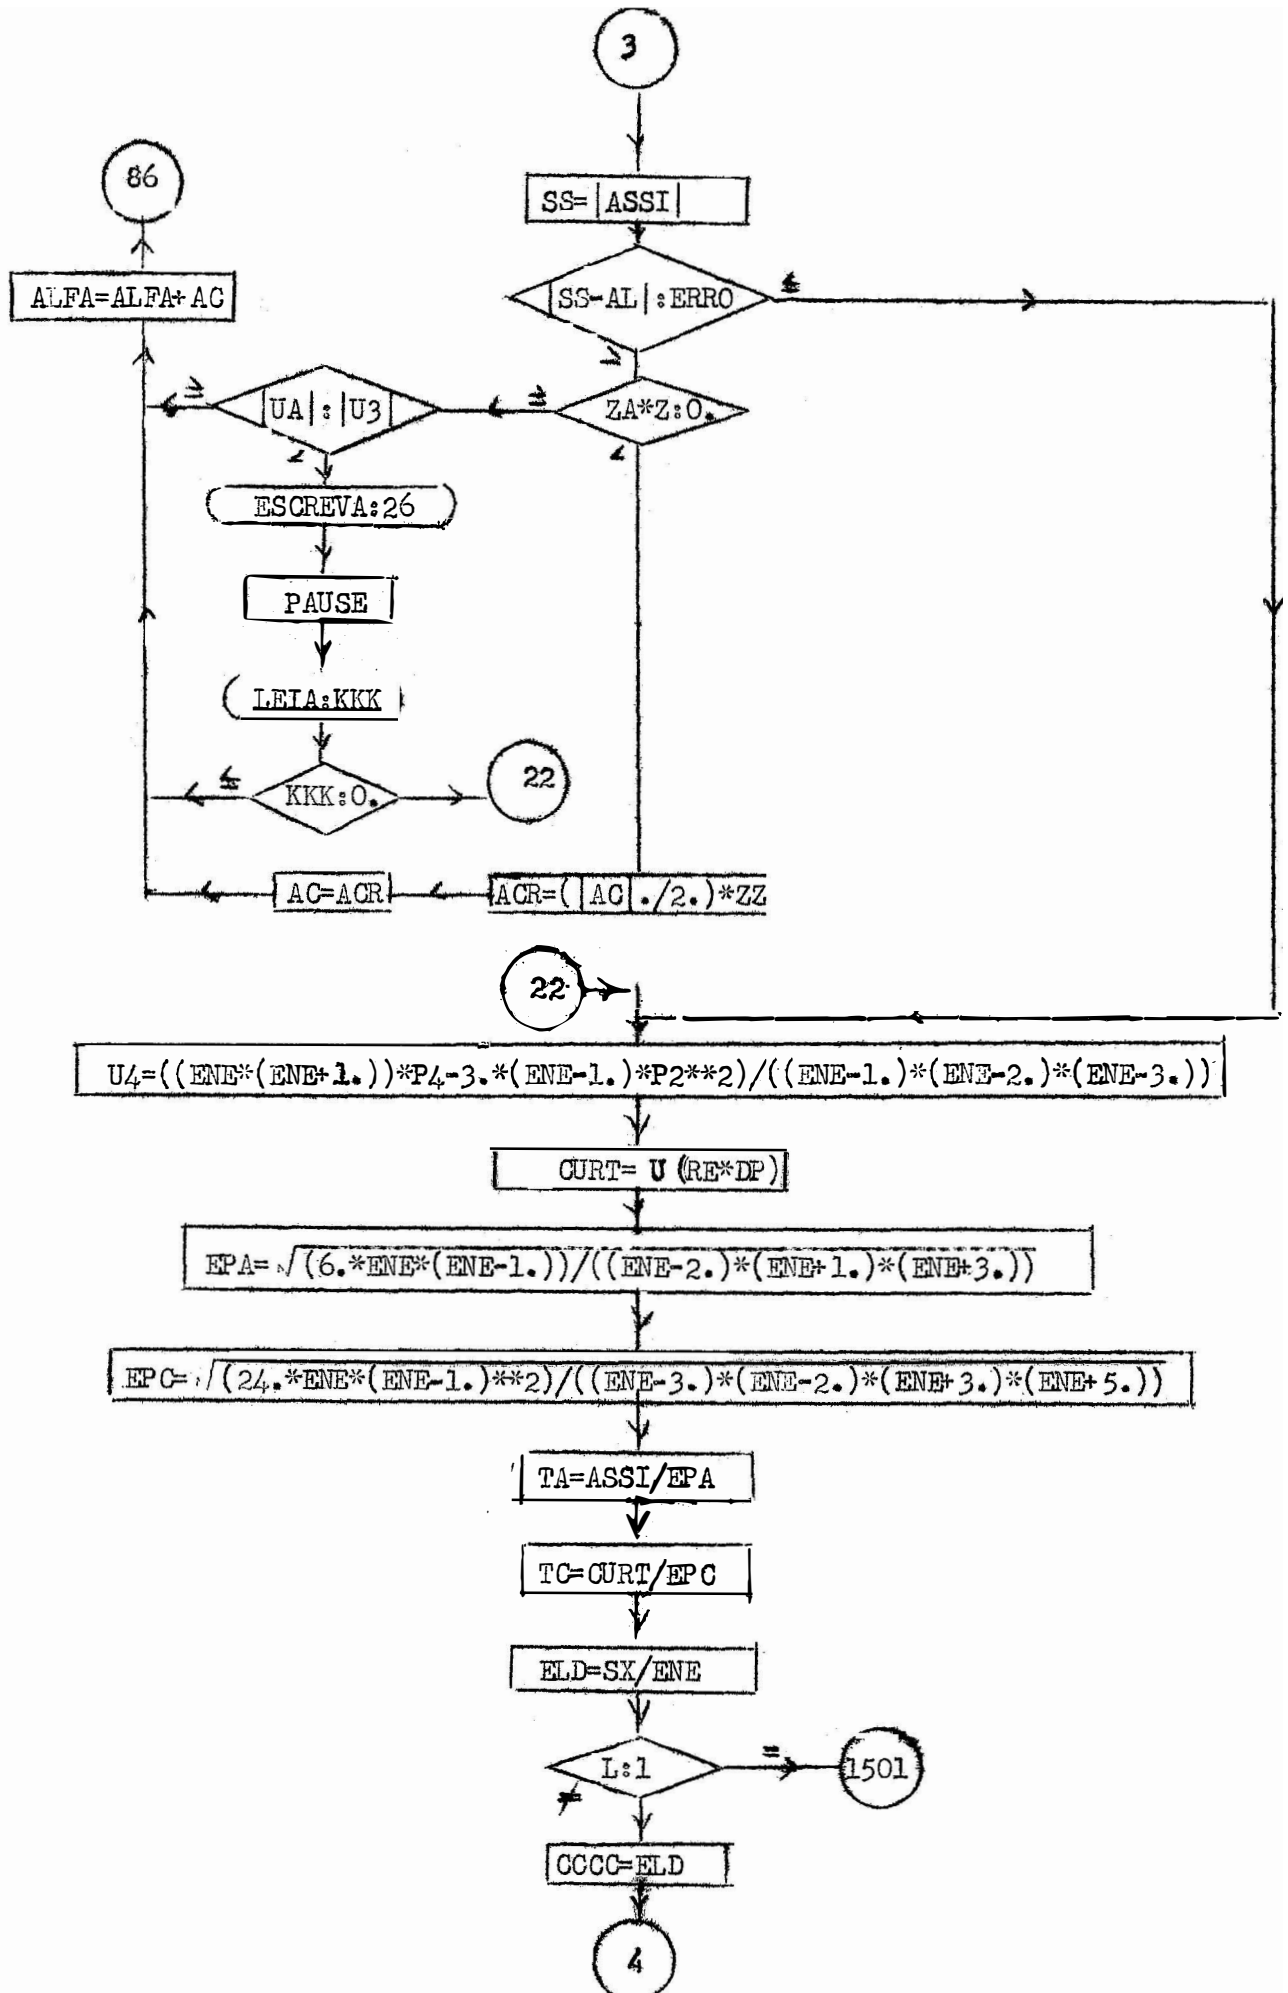 3
86
SS=|ASSI|
ALFA=ALFA+AC
|SS-AL|:ERRO
≤
>
≥
|UA|:|U3|
≥
ZA*Z:0.
<
<
ESCREVA:26
PAUSE
LEIA:KKK
≤
KKK:0.
22
AC=ACR
ACR=(|AC|./2.)*ZZ
22
U4=((ENE*(ENE+1.))*P4-3.*(ENE-1.)*P2**2)/((ENE-1.)*(ENE-2.)*(ENE-3.))
CURT= U (RE*DP)
EPA=√(6.*ENE*(ENE-1.))/((ENE-2.)*(ENE+1.)*(ENE+3.))
EPC=√(24.*ENE*(ENE-1.)**2)/((ENE-3.)*(ENE-2.)*(ENE+3.)*(ENE+5.))
TA=ASSI/EPA
TC=CURT/EPC
ELD=SX/ENE
L:1
=
1501
≠
CCCC=ELD
4